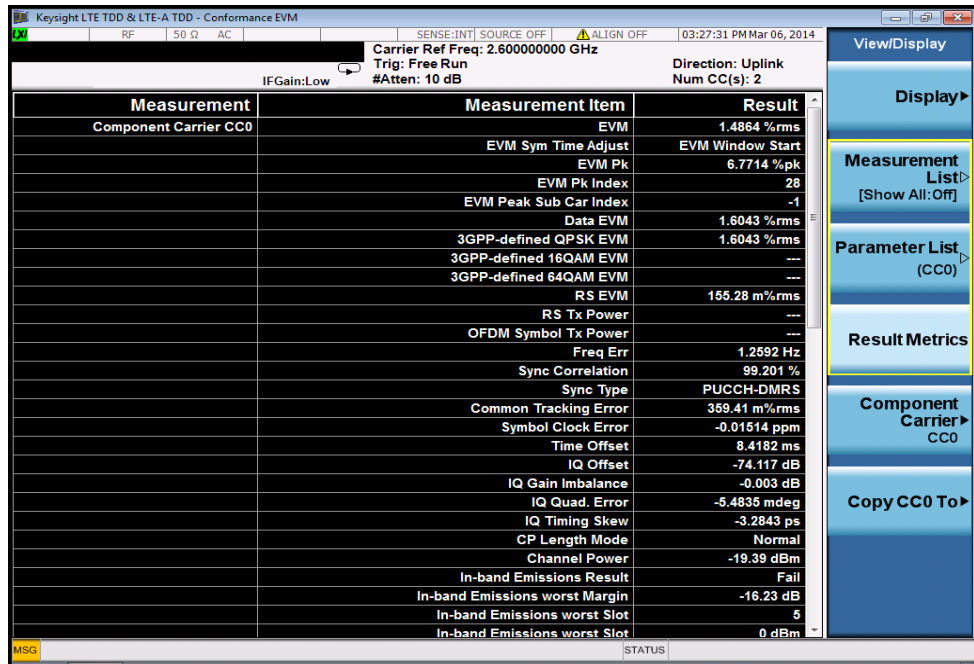 Keysight LTE TDD & LTE-A TDD - Conformance EVM
LXI RF 50 Ω AC SENSE:INT SOURCE OFF ALIGN OFF 03:27:31 PM Mar 06, 2014
Carrier Ref Freq: 2.600000000 GHz
Trig: Free Run Direction: Uplink
IFGain:Low #Atten: 10 dB Num CC(s): 2
Measurement Measurement Item Result
Component Carrier CC0 EVM 1.4864 %rms
EVM Sym Time Adjust EVM Window Start
EVM Pk 6.7714 %pk
EVM Pk Index 28
EVM Peak Sub Car Index -1
Data EVM 1.6043 %rms
3GPP-defined QPSK EVM 1.6043 %rms
3GPP-defined 16QAM EVM ---
3GPP-defined 64QAM EVM ---
RS EVM 155.28 m%rms
RS Tx Power ---
OFDM Symbol Tx Power ---
Freq Err 1.2592 Hz
Sync Correlation 99.201 %
Sync Type PUCCH-DMRS
Common Tracking Error 359.41 m%rms
Symbol Clock Error -0.01514 ppm
Time Offset 8.4182 ms
IQ Offset -74.117 dB
IQ Gain Imbalance -0.003 dB
IQ Quad. Error -5.4835 mdeg
IQ Timing Skew -3.2843 ps
CP Length Mode Normal
Channel Power -19.39 dBm
In-band Emissions Result Fail
In-band Emissions worst Margin -16.23 dB
In-band Emissions worst Slot 5
In-band Emissions worst Slot 0 dBm
View/Display
Display
Measurement
List
[Show All:Off]
Parameter List
(CC0)
Result Metrics
Component
Carrier
CC0
Copy CC0 To
MSG STATUS